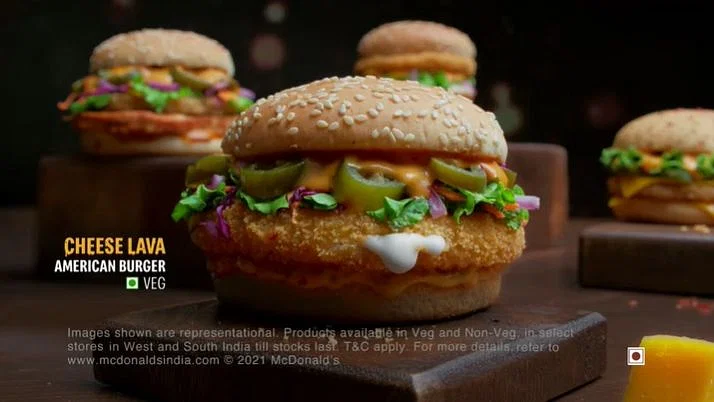 CHEESE LAVA
AMERICAN BURGER
VEG
Images shown are representational. Products available in Veg and Non-Veg, in select
stores in West and South India till stocks last. T&C apply. For more details, refer to
www.mcdonaldsindia.com © 2021 McDonald's